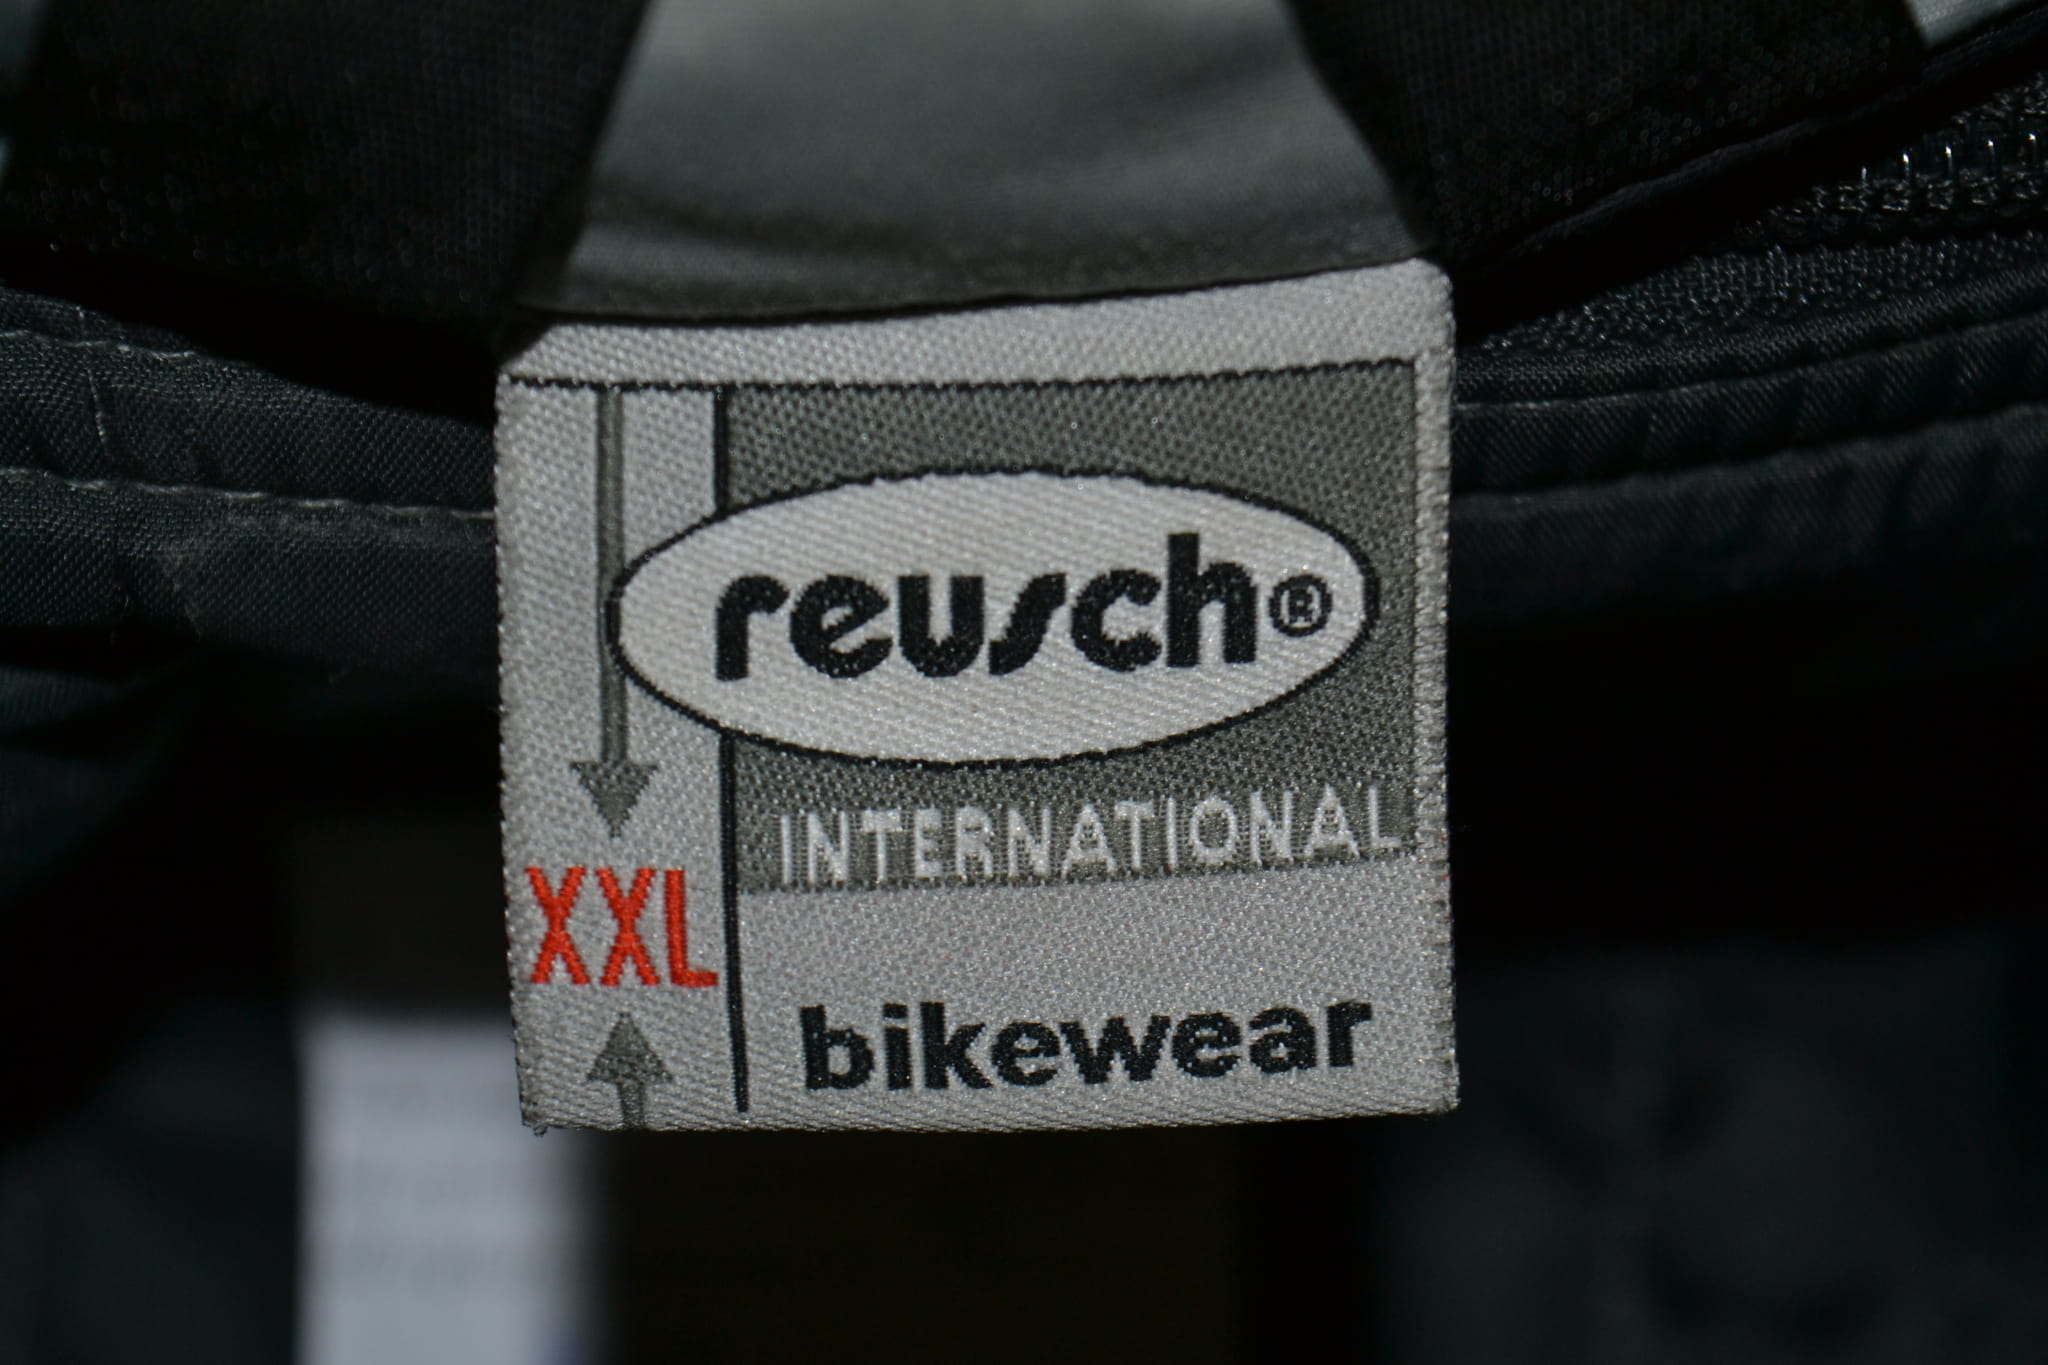 reusch®
INTERNATIONAL
XXL
bikewear